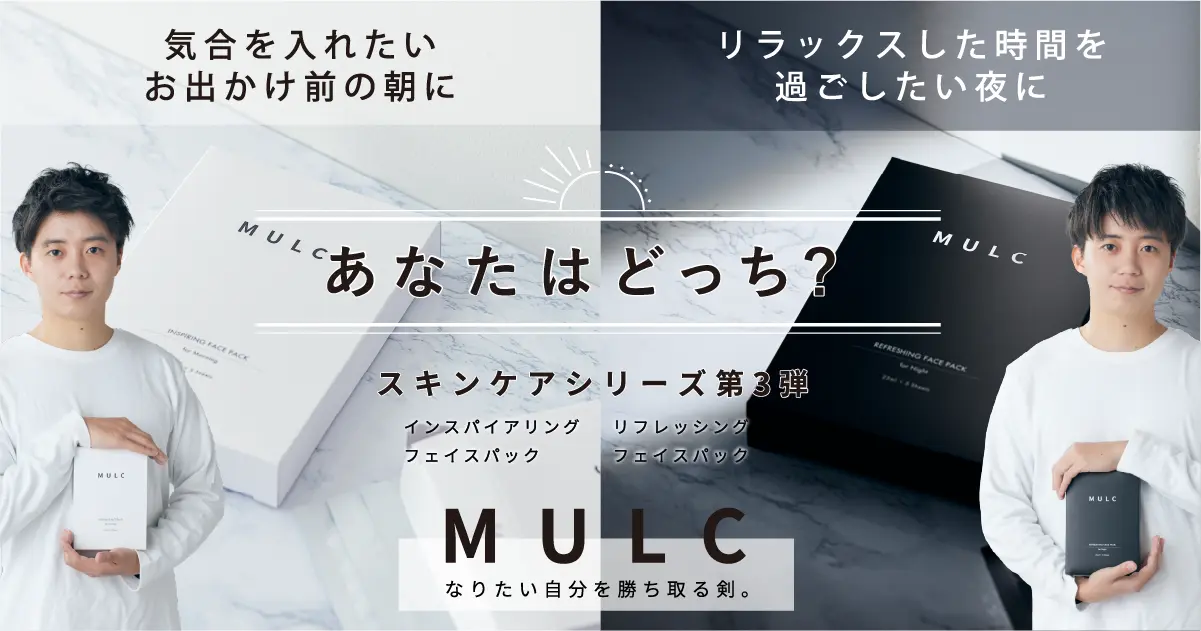 気合を入れたい
お出かけ前の朝に
リラックスした時間を
過ごしたい夜に
MULC
INSPIRING FACE PACK
for Morning
MULC
REFRESHING FACE PACK
for Night
あなたはどっち?
スキンケアシリーズ第3弾
インスパイアリング
フェイスパック
リフレッシング
フェイスパック
MULC
なりたい自分を勝ち取る剣。
MULC
MULC